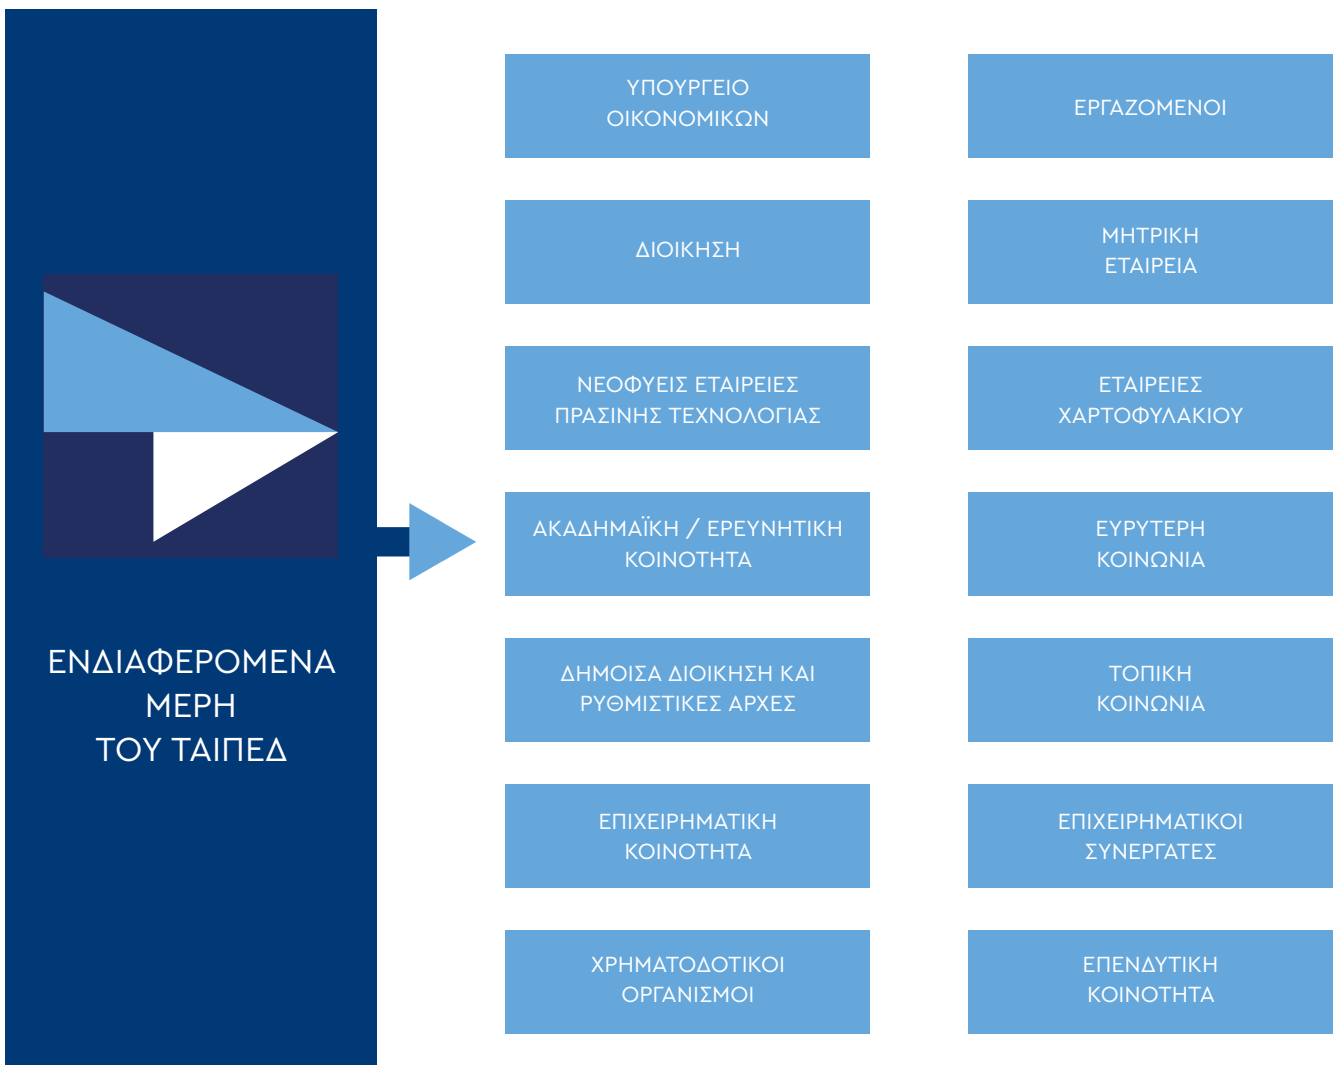 ΕΝΔΙΑΦΕΡΟΜΕΝΑ
ΜΕΡΗ
ΤΟΥ ΤΑΙΠΕΔ
ΥΠΟΥΡΓΕΙΟ
ΟΙΚΟΝΟΜΙΚΩΝ
ΕΡΓΑΖΟΜΕΝΟΙ
ΔΙΟΙΚΗΣΗ
ΜΗΤΡΙΚΗ
ΕΤΑΙΡΕΙΑ
ΝΕΟΦΥΕΙΣ ΕΤΑΙΡΕΙΕΣ
ΠΡΑΣΙΝΗΣ ΤΕΧΝΟΛΟΓΙΑΣ
ΕΤΑΙΡΕΙΕΣ
ΧΑΡΤΟΦΥΛΑΚΙΟΥ
ΑΚΑΔΗΜΑΪΚΗ / ΕΡΕΥΝΗΤΙΚΗ
ΚΟΙΝΟΤΗΤΑ
ΕΥΡΥΤΕΡΗ
ΚΟΙΝΩΝΙΑ
ΔΗΜΟΙΣΑ ΔΙΟΙΚΗΣΗ ΚΑΙ
ΡΥΘΜΙΣΤΙΚΕΣ ΑΡΧΕΣ
ΤΟΠΙΚΗ
ΚΟΙΝΩΝΙΑ
ΕΠΙΧΕΙΡΗΜΑΤΙΚΗ
ΚΟΙΝΟΤΗΤΑ
ΕΠΙΧΕΙΡΗΜΑΤΙΚΟΙ
ΣΥΝΕΡΓΑΤΕΣ
ΧΡΗΜΑΤΟΔΟΤΙΚΟΙ
ΟΡΓΑΝΙΣΜΟΙ
ΕΠΕΝΔΥΤΙΚΗ
ΚΟΙΝΟΤΗΤΑ